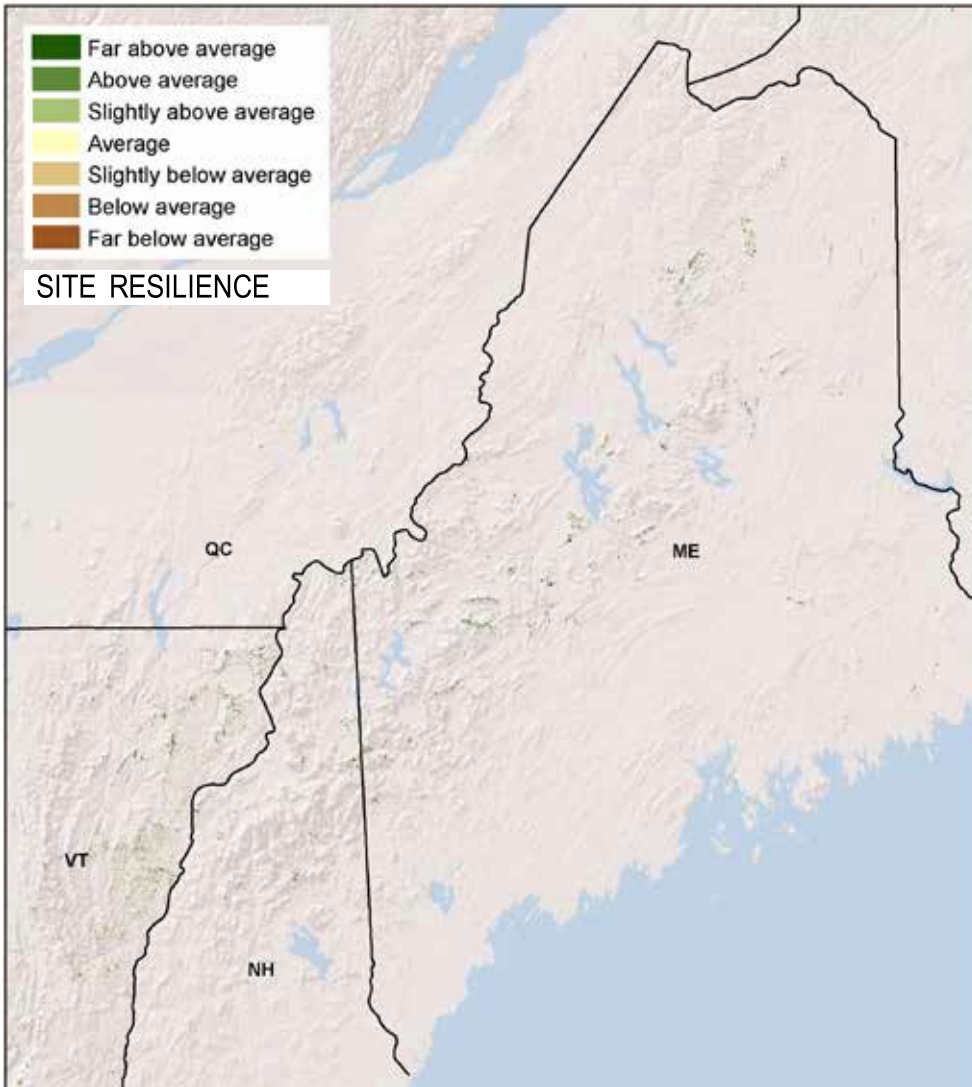 Far above average
Above average
Slightly above average
Average
Slightly below average
Below average
Far below average
SITE RESILIENCE
QC
ME
VT
NH